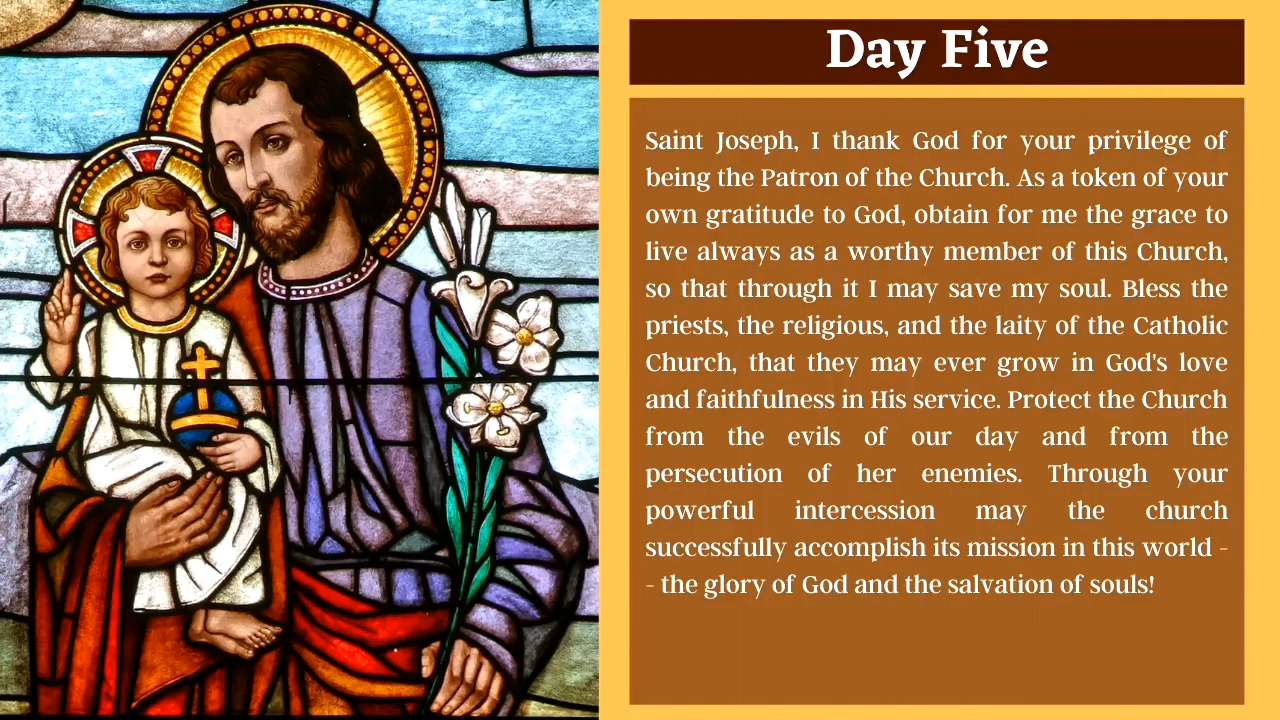 Day Five
Saint Joseph, I thank God for your privilege of
being the Patron of the Church. As a token of your
own gratitude to God, obtain for me the grace to
live always as a worthy member of this Church,
so that through it I may save my soul. Bless the
priests, the religious, and the laity of the Catholic
Church, that they may ever grow in God's love
and faithfulness in His service. Protect the Church
from the evils of our day and from the
persecution of her enemies. Through your
powerful intercession may the church
successfully accomplish its mission in this world -
- the glory of God and the salvation of souls!